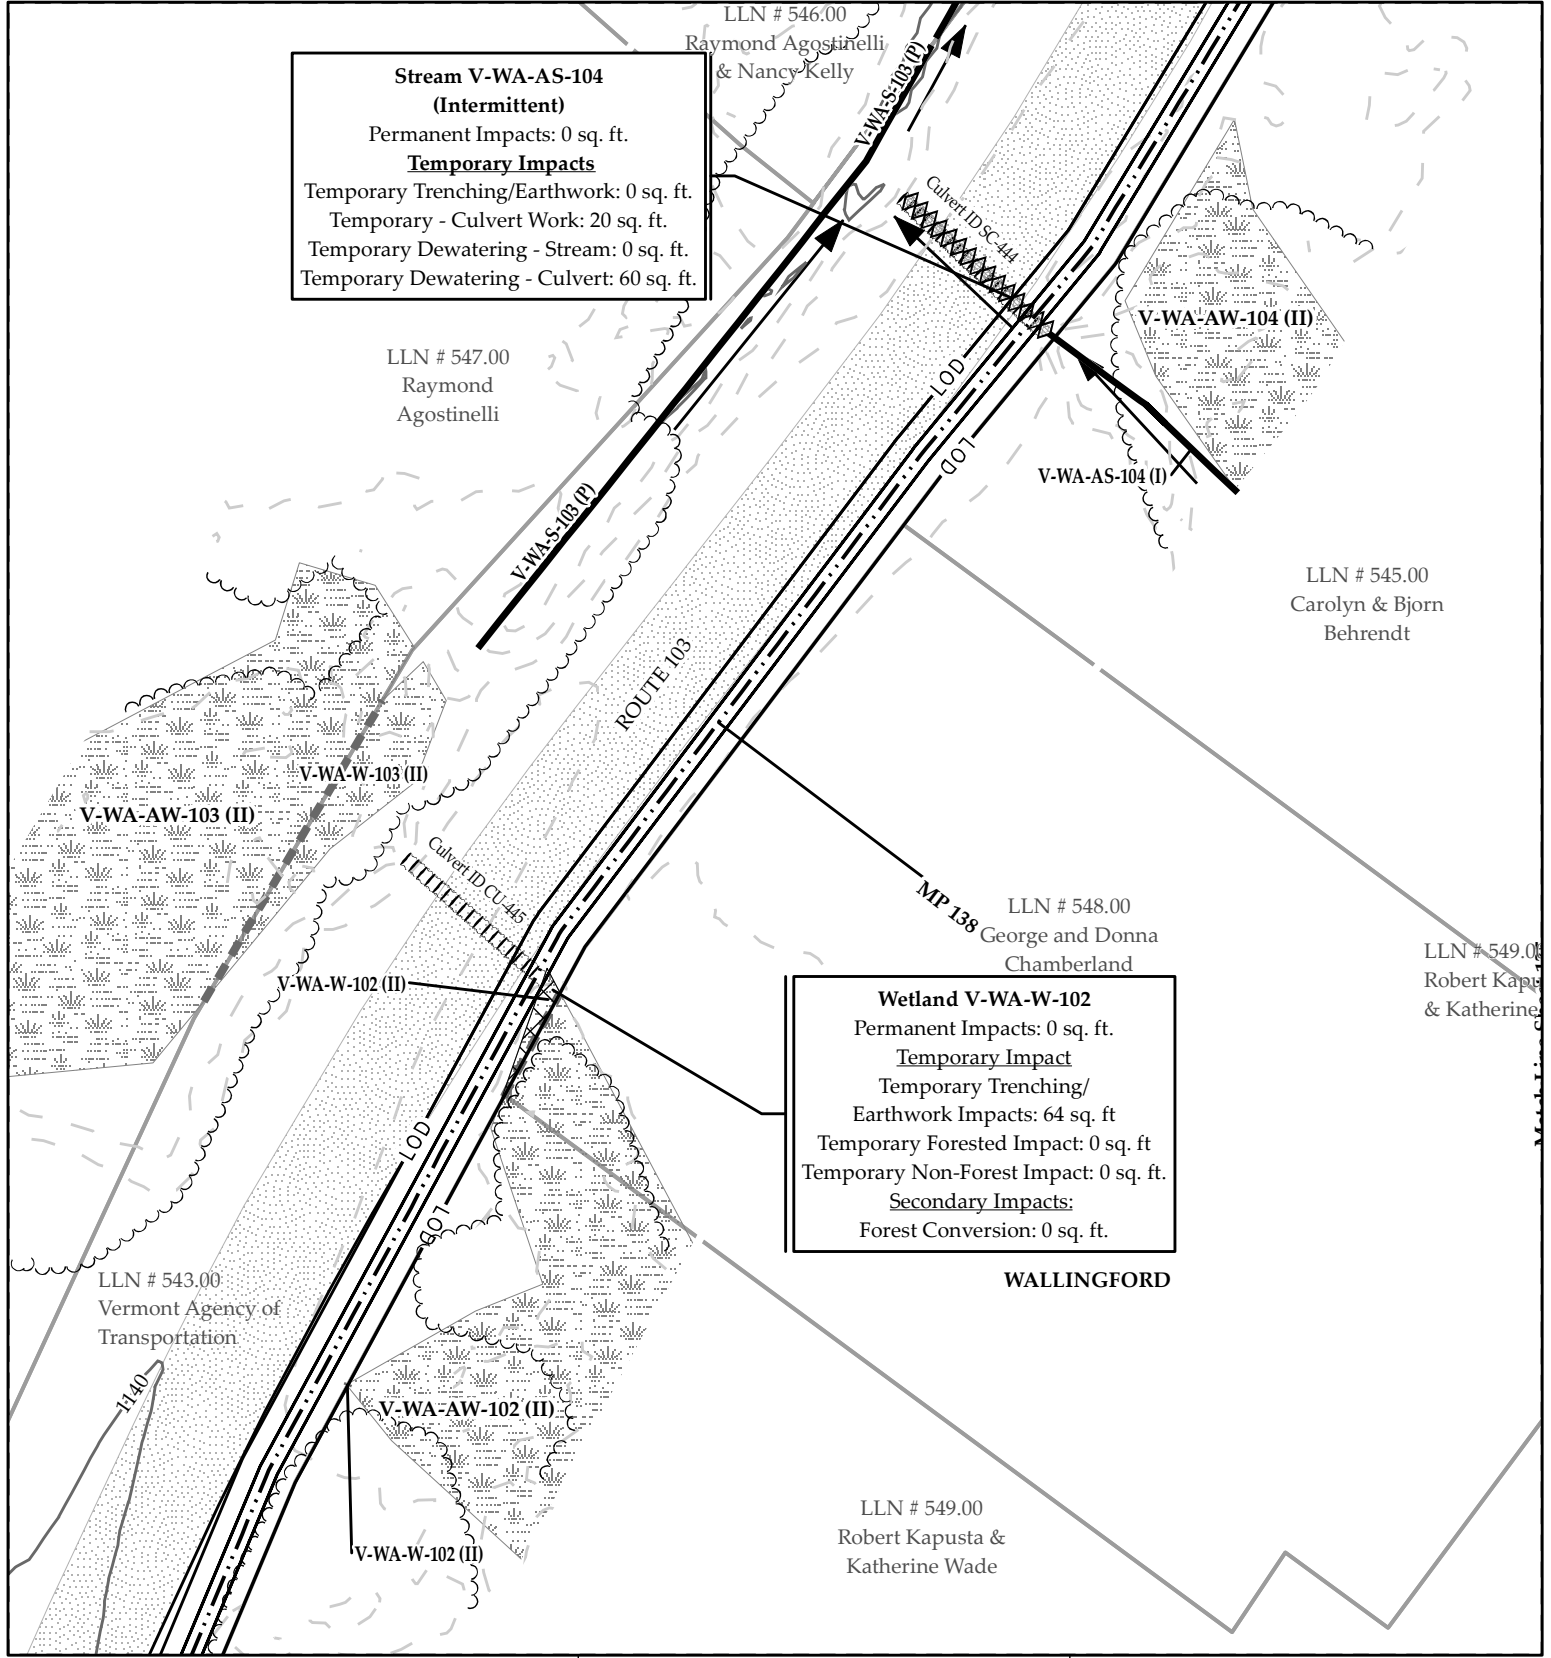 LLN # 546.00
Raymond Agostinelli
& Nancy Kelly
Stream V-WA-AS-104
(Intermittent)
Permanent Impacts: 0 sq. ft.
Temporary Impacts
Temporary Trenching/Earthwork: 0 sq. ft.
Temporary - Culvert Work: 20 sq. ft.
Temporary Dewatering - Stream: 0 sq. ft.
Temporary Dewatering - Culvert: 60 sq. ft.
V-WA-S-103 (P)
Culvert ID SC-444
V-WA-AW-104 (II)
LLN # 547.00
Raymond
Agostinelli
LOD
LOD
V-WA-AS-104 (I)
V-WA-S-103 (P)
LLN # 545.00
Carolyn & Bjorn
Behrendt
ROUTE 103
V-WA-W-103 (II)
V-WA-AW-103 (II)
Culvert ID CU-445
MP 138
LLN # 548.00
George and Donna
Chamberland
LLN # 549.0
Robert Kapu
& Katherine
V-WA-W-102 (II)
Wetland V-WA-W-102
Permanent Impacts: 0 sq. ft.
Temporary Impact
Temporary Trenching/
Earthwork Impacts: 64 sq. ft
Temporary Forested Impact: 0 sq. ft
Temporary Non-Forest Impact: 0 sq. ft.
Secondary Impacts:
Forest Conversion: 0 sq. ft.
LOD
LOD
WALLINGFORD
LLN # 543.00
Vermont Agency of
Transportation
1140
V-WA-AW-102 (II)
LLN # 549.00
Robert Kapusta &
Katherine Wade
V-WA-W-102 (II)